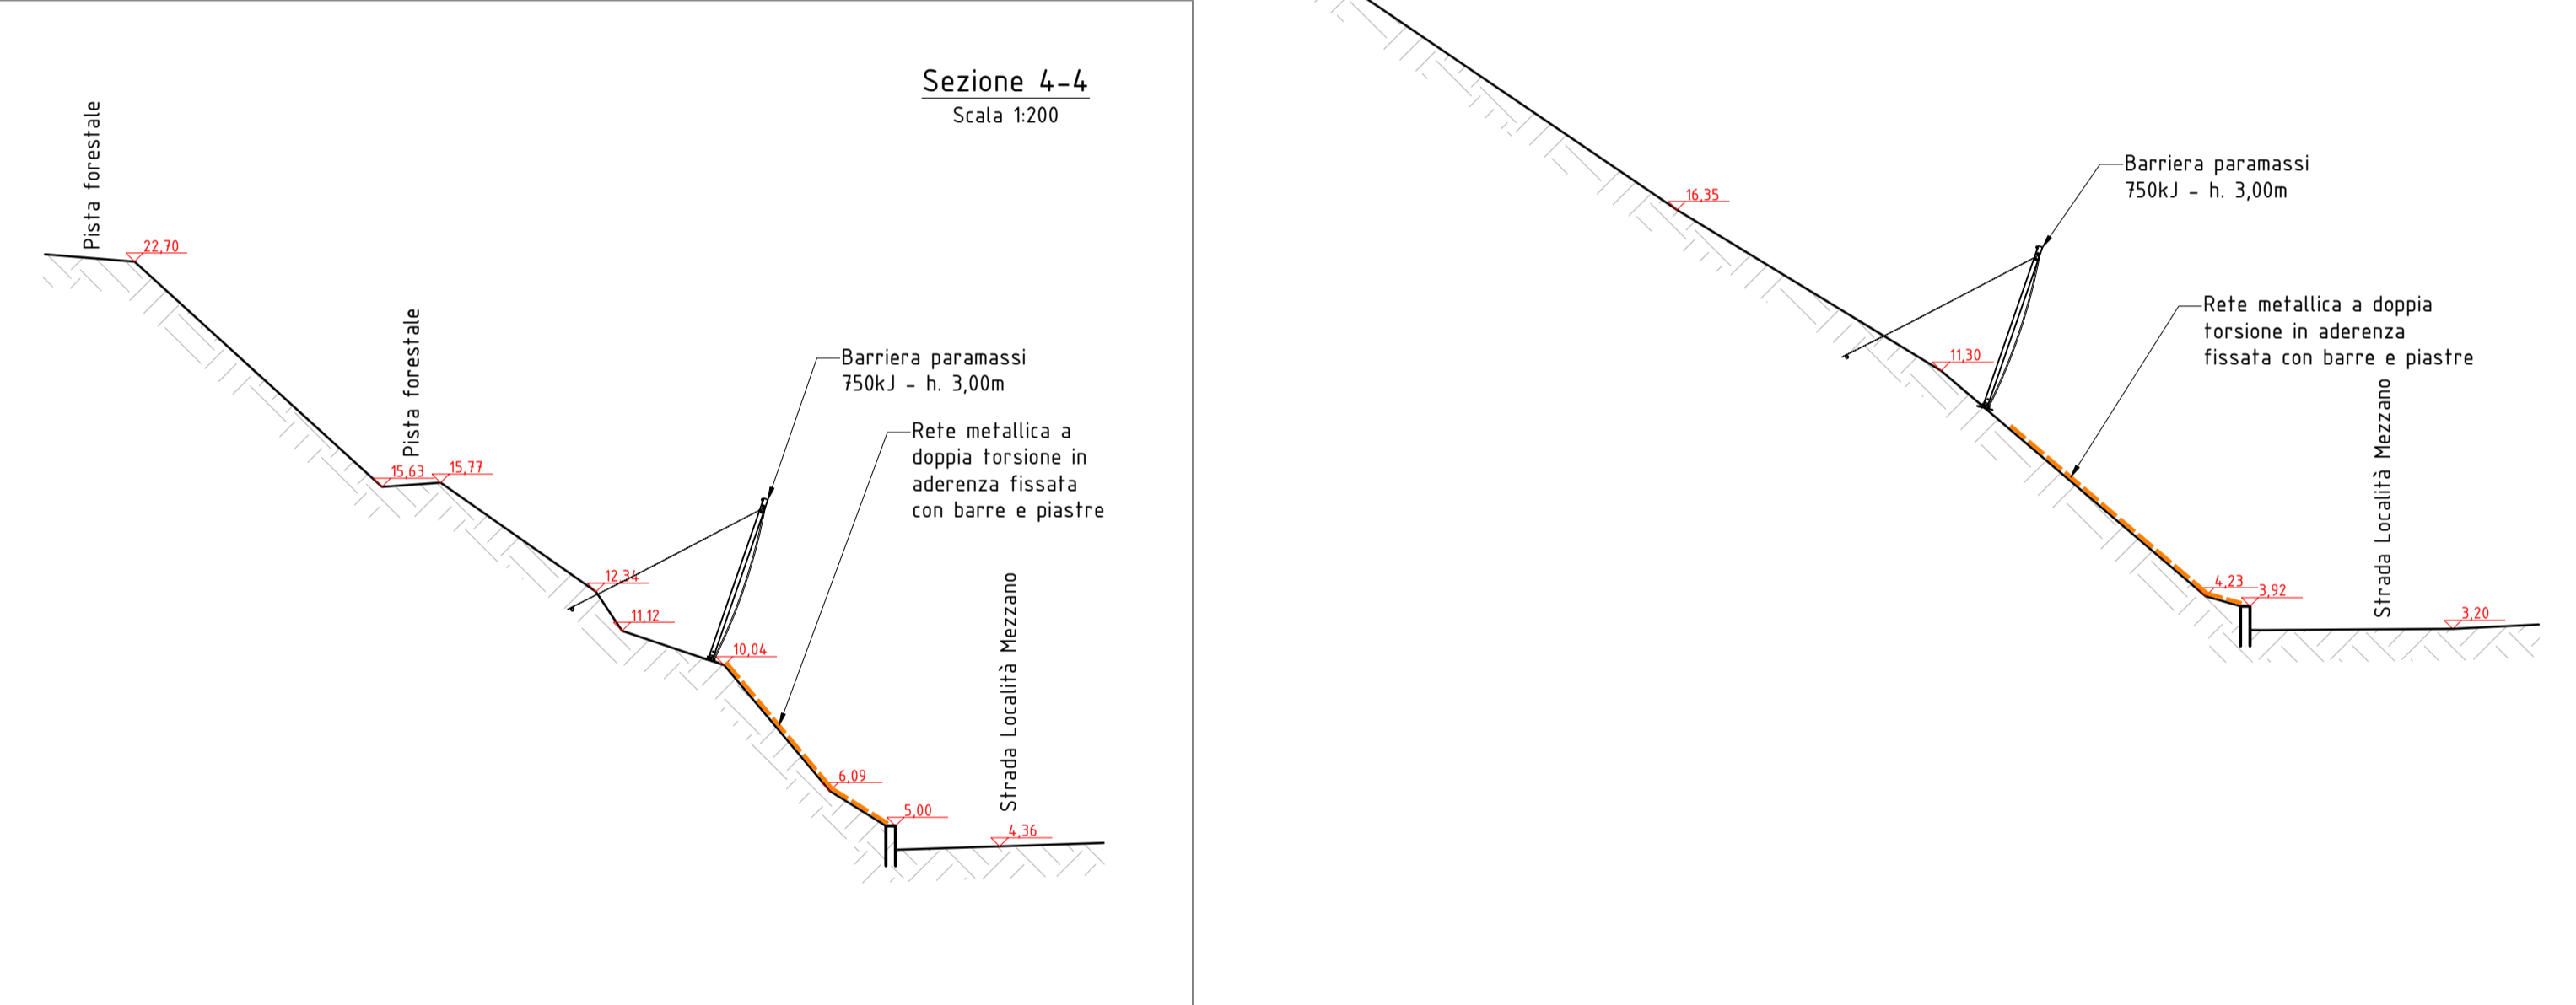 Sezione 4-4
Scala 1:200
Pista forestale
22,70
Pista forestale
15,63
15,77
Barriera paramassi
750kJ - h. 3,00m
Rete metallica a
doppia torsione in
aderenza fissata
con barre e piastre
12,34
11,12
10,04
Strada Località Mezzano
6,09
5,00
4,36
16,35
Barriera paramassi
750kJ - h. 3,00m
Rete metallica a doppia
torsione in aderenza
fissata con barre e piastre
11,30
Strada Località Mezzano
4,23
3,92
3,20